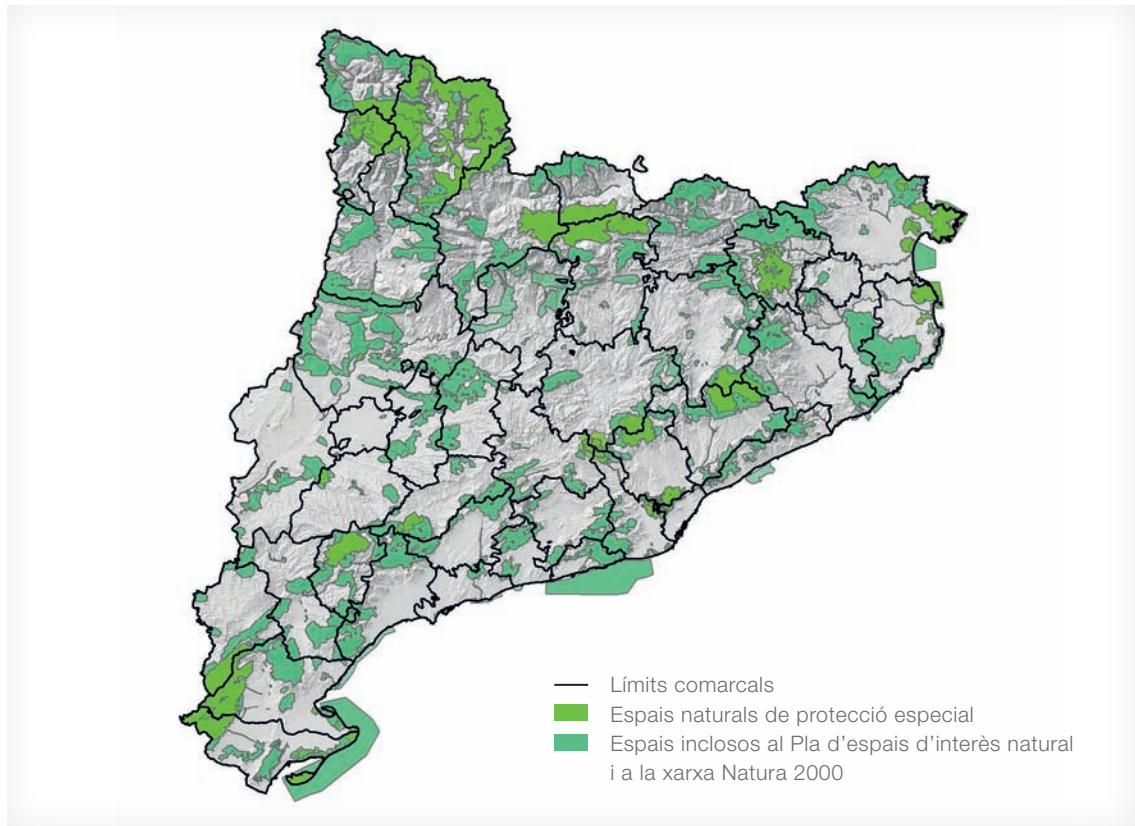 Límits comarcals
Espais naturals de protecció especial
Espais inclosos al Pla d'espais d'interès natural
i a la xarxa Natura 2000